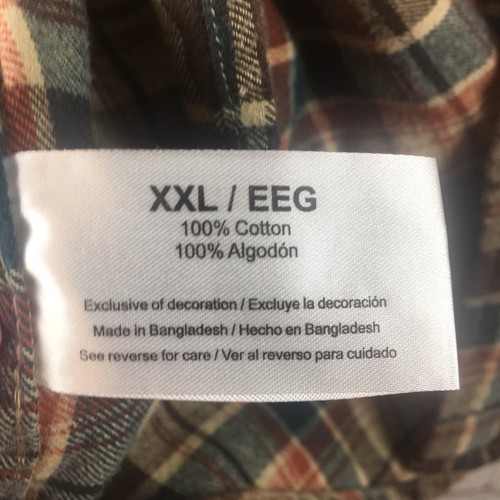 XXL / EEG
100% Cotton
100% Algodón
Exclusive of decoration / Excluye la decoración
Made in Bangladesh / Hecho en Bangladesh
See reverse for care / Ver al reverso para cuidado